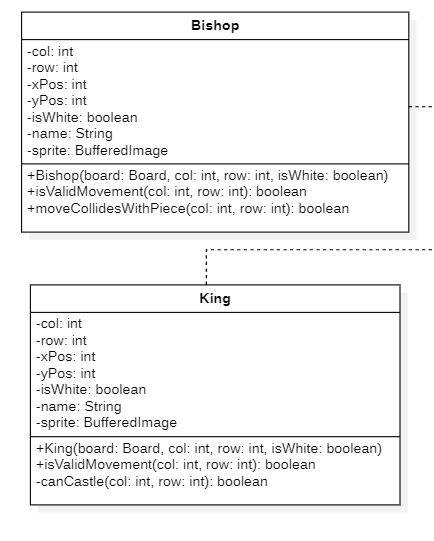 Bishop
-col: int
-row: int
-xPos: int
-yPos: int
-isWhite: boolean
-name: String
-sprite: BufferedImage
+Bishop(board: Board, col: int, row: int, isWhite: boolean)
+isValidMovement(col: int, row: int): boolean
+moveCollidesWithPiece(col: int, row: int): boolean
King
-col: int
-row: int
-xPos: int
-yPos: int
-isWhite: boolean
-name: String
-sprite: BufferedImage
+King(board: Board, col: int, row: int, isWhite: boolean)
+isValidMovement(col: int, row: int): boolean
-canCastle(col: int, row: int): boolean